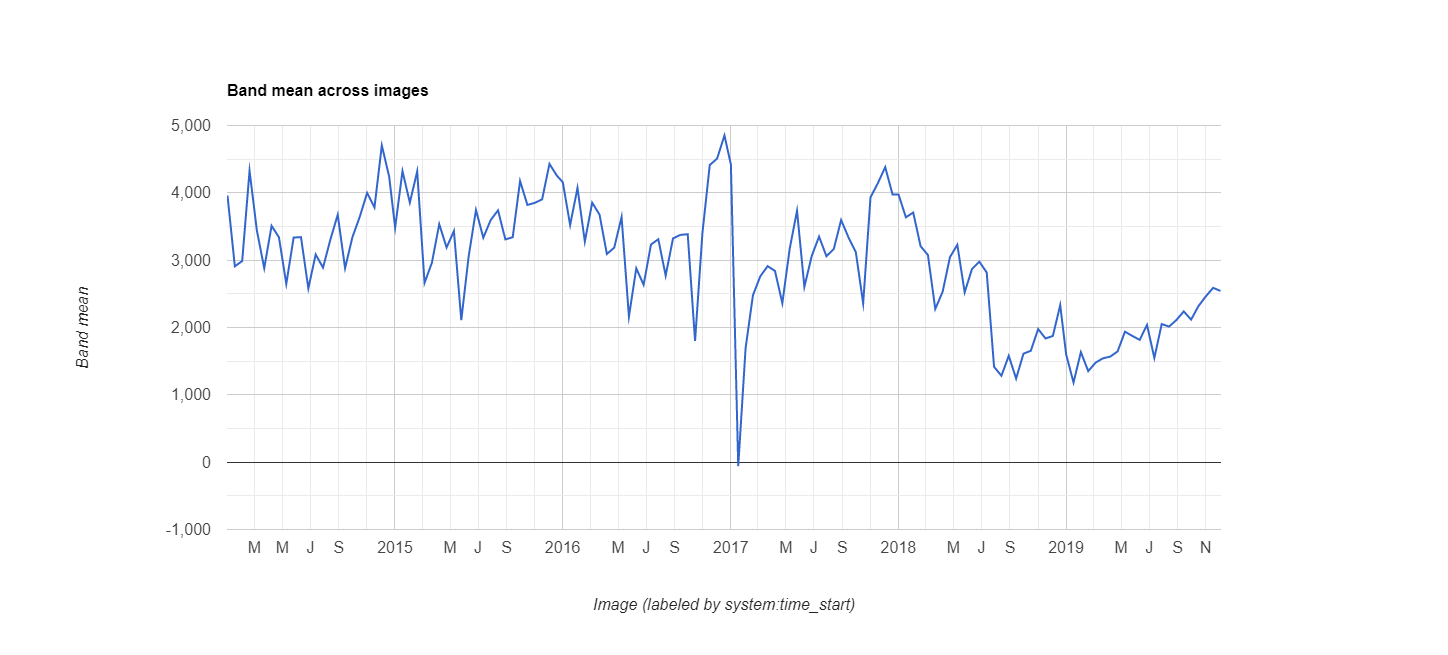 Band mean across images
5,000
4,000
3,000
2,000
1,000
0
-1,000
Band mean
M M J S 2015 M J S 2016 M J S 2017 M J S 2018 M J S 2019 M J S N
Image (labeled by system:time_start)